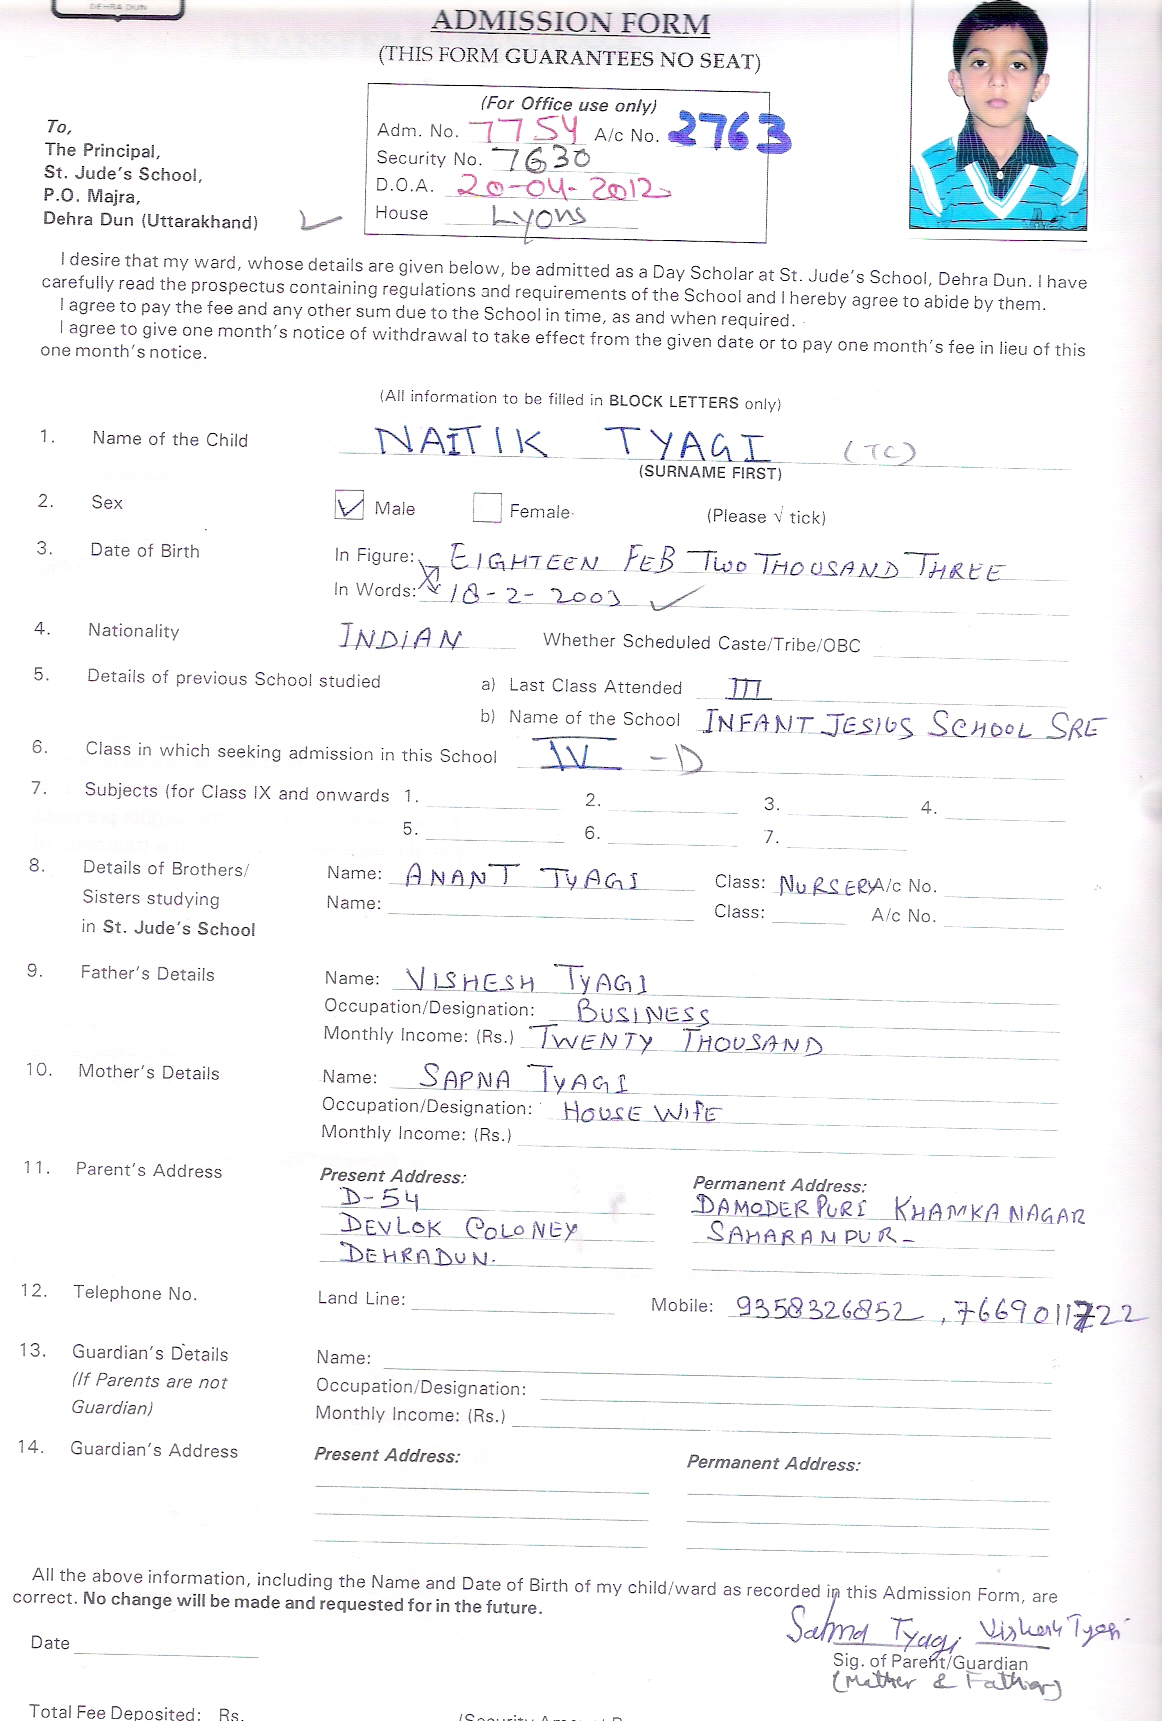 DEHRA DUN
ADMISSION FORM
(THIS FORM GUARANTEES NO SEAT)
(For Office use only)
Adm. No. 7754 A/c No. 2763
Security No. 7630
D.O.A. 20-04-2012
House Lyons
To,
The Principal,
St. Jude's School,
P.O. Majra,
Dehra Dun (Uttarakhand)
I desire that my ward, whose details are given below, be admitted as a Day Scholar at St. Jude's School, Dehra Dun. I have
carefully read the prospectus containing regulations and requirements of the School and I hereby agree to abide by them.
I agree to pay the fee and any other sum due to the School in time, as and when required.
I agree to give one month's notice of withdrawal to take effect from the given date or to pay one month's fee in lieu of this
one month's notice.
(All information to be filled in BLOCK LETTERS only)
1. Name of the Child NAITIK TYAGI (TC)
(SURNAME FIRST)
2. Sex Male Female (Please √ tick)
3. Date of Birth In Figure: EIGHTEEN FEB TWO THOUSAND THREE
In Words: 18-2-2003
4. Nationality INDIAN Whether Scheduled Caste/Tribe/OBC
5. Details of previous School studied a) Last Class Attended III
b) Name of the School INFANT JESIUS SCHOOL SRE
6. Class in which seeking admission in this School IV - D
7. Subjects (for Class IX and onwards 1. 2. 3. 4.
5. 6. 7.
8. Details of Brothers/ Name: ANANT TYAGI Class: NURSERY A/c No.
Sisters studying Name: Class: A/c No.
in St. Jude's School
9. Father's Details Name: VISHESH TYAGI
Occupation/Designation: BUSINESS
Monthly Income: (Rs.) TWENTY THOUSAND
10. Mother's Details Name: SAPNA TYAGI
Occupation/Designation: HOUSE WIFE
Monthly Income: (Rs.)
11. Parent's Address Present Address: Permanent Address:
D-54 DAMODERPURI KHAMKA NAGAR
DEVLOK COLONEY SAHARANPUR-
DEHRADUN.
12. Telephone No. Land Line: Mobile: 9358326852, 7669011722
13. Guardian's Details Name:
(If Parents are not Occupation/Designation:
Guardian) Monthly Income: (Rs.)
14. Guardian's Address Present Address: Permanent Address:
All the above information, including the Name and Date of Birth of my child/ward as recorded in this Admission Form, are
correct. No change will be made and requested for in the future.
Tyagi Vishesh Tyagi
Date
Sig. of Parent/Guardian
(Mother & Father)
Total Fee Deposited: Rs.